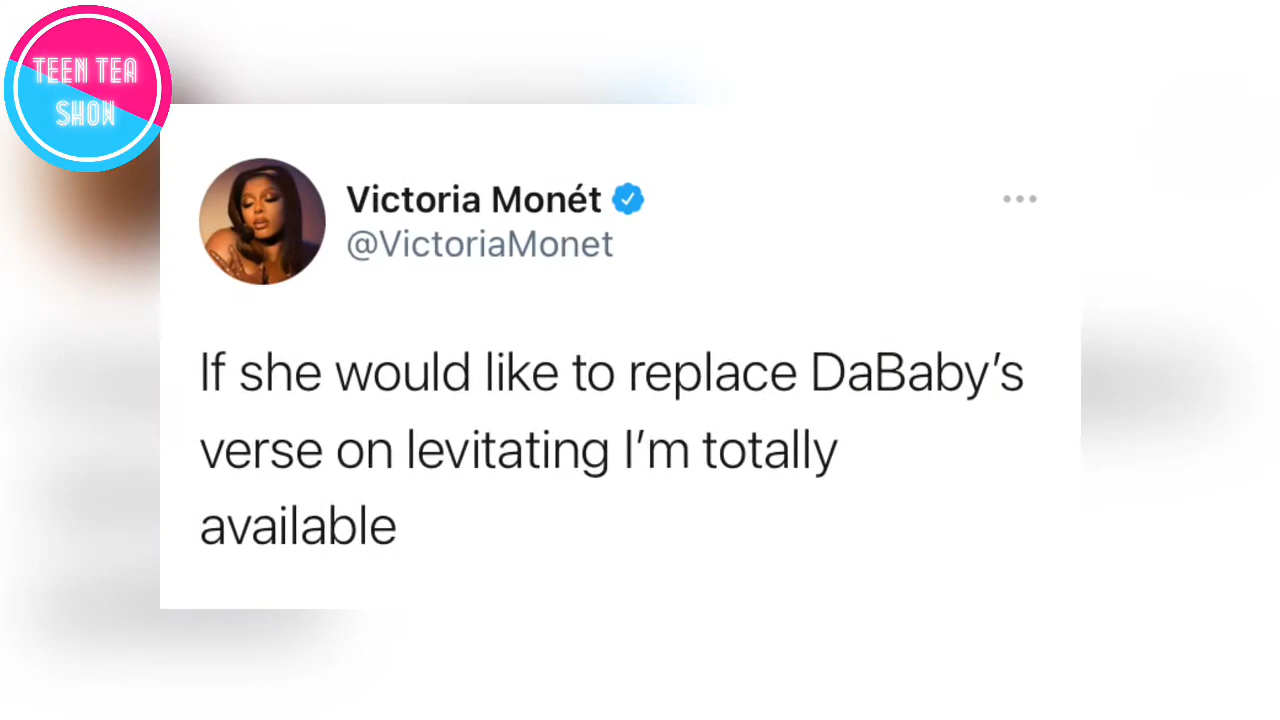 TEEN TEA
SHOW
Victoria Monét
@VictoriaMonet
If she would like to replace DaBaby’s
verse on levitating I’m totally
available